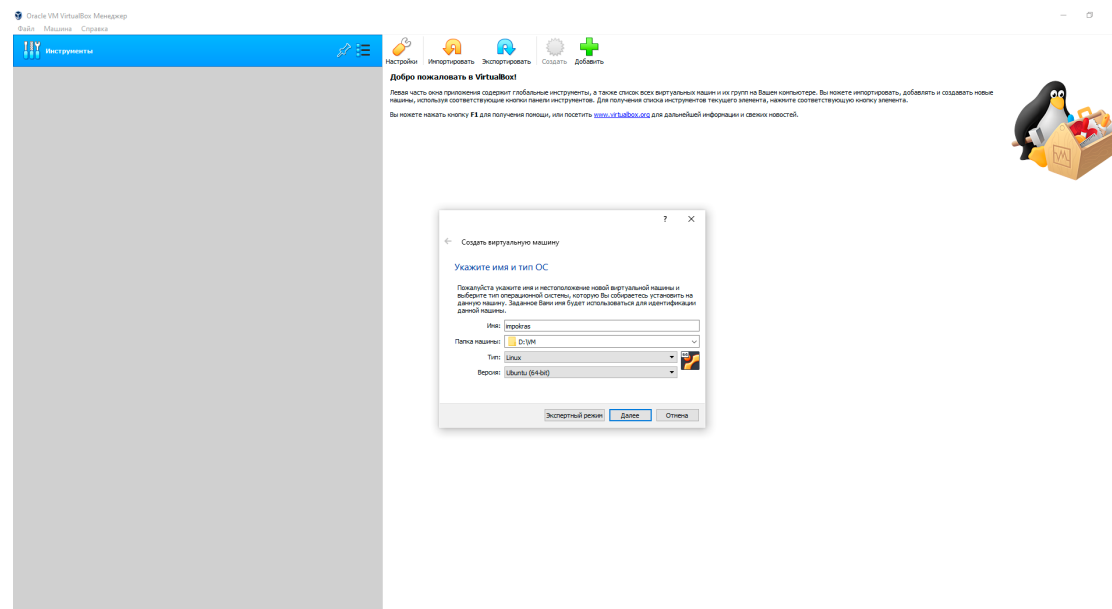 Oracle VM VirtualBox Менеджер
Файл Машина Справка
Инструменты
Настройки Импортировать Экспортировать Создать Добавить
Добро пожаловать в VirtualBox!
Левая часть окна приложения содержит глобальные инструменты, а также список всех виртуальных машин и их групп на Вашем компьютере. Вы можете импортировать, добавлять и создавать новые
машины, используя соответствующие кнопки панели инструментов. Для получения списка инструментов текущего элемента, нажмите соответствующую кнопку элемента.
Вы можете нажать кнопку F1 для получения помощи, или посетить www.virtualbox.org для дальнейшей информации и свежих новостей.
? ×
Создать виртуальную машину
Укажите имя и тип ОС
Пожалуйста укажите имя и местоположение новой виртуальной машины и
выберите тип операционной системы, которую Вы собираетесь установить на
данную машину. Заданное Вами имя будет использоваться для идентификации
данной машины.
Имя: impokras
Папка машины: D:\VM
Тип: Linux
64
Версия: Ubuntu (64-bit)
Экспертный режим Далее Отмена